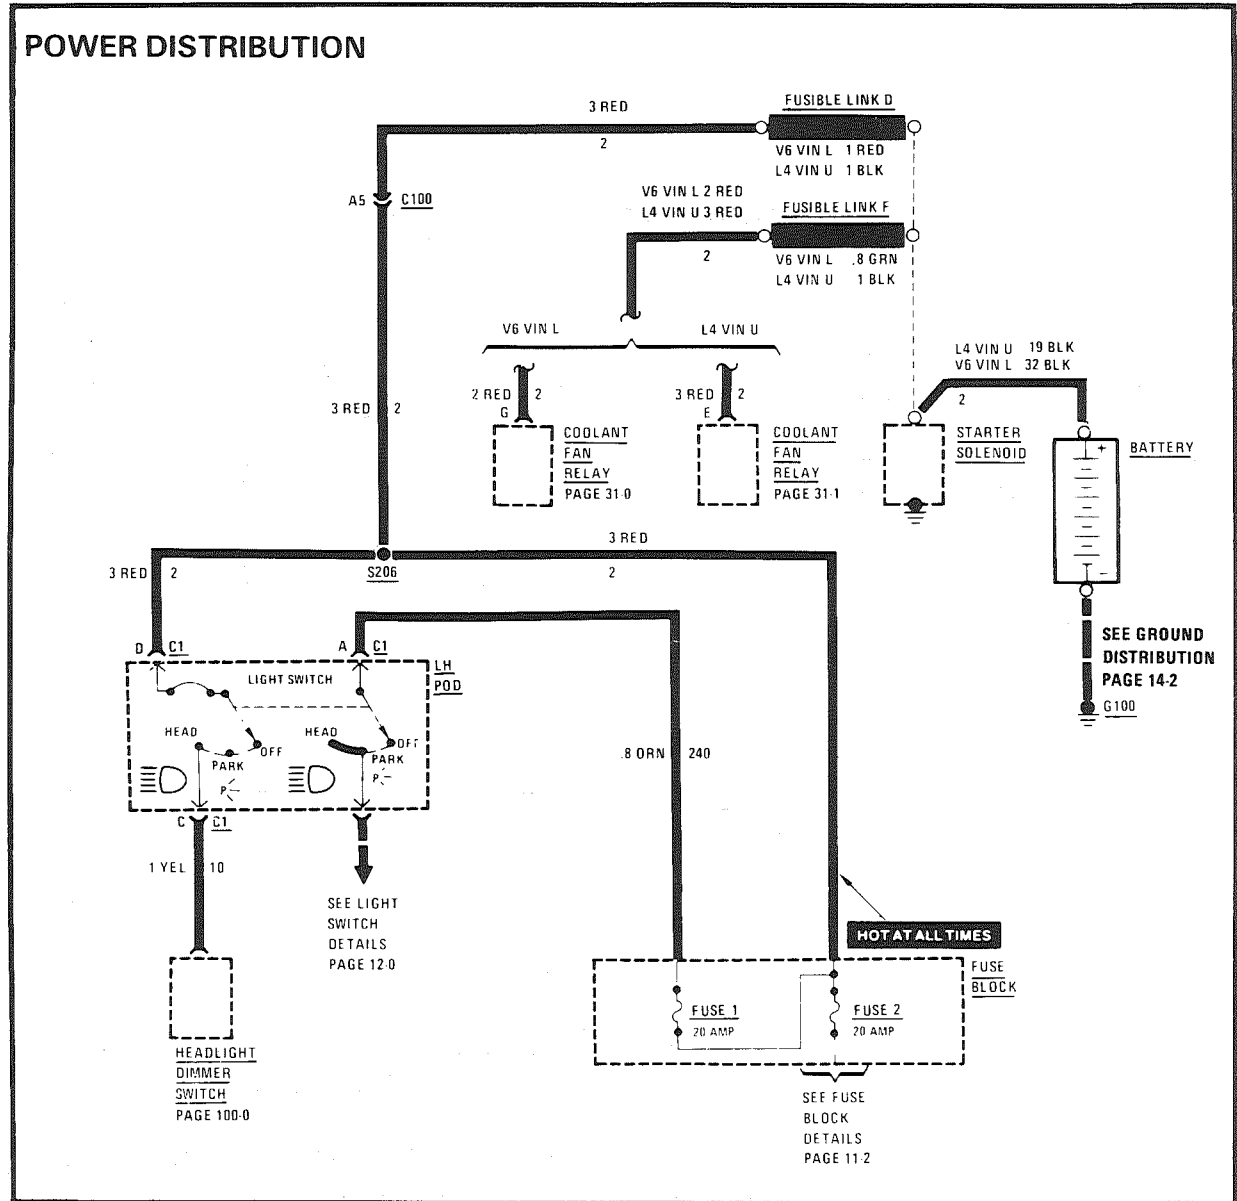 POWER DISTRIBUTION
3 RED
2
FUSIBLE LINK D
V6 VIN L 1 RED
L4 VIN U 1 BLK
A5 C100
V6 VIN L 2 RED
L4 VIN U 3 RED
2
FUSIBLE LINK F
V6 VIN L .8 GRN
L4 VIN U 1 BLK
V6 VIN L
L4 VIN U
L4 VIN U 19 BLK
V6 VIN L 32 BLK
2
3 RED 2
2 RED 2
G
3 RED 2
E
COOLANT
FAN
RELAY
PAGE 31-0
COOLANT
FAN
RELAY
PAGE 31-1
STARTER
SOLENOID
+
-
BATTERY
3 RED
2
3 RED 2
S206
SEE GROUND
DISTRIBUTION
PAGE 14-2
G100
D C1
A C1
LH
POD
LIGHT SWITCH
HEAD
OFF
PARK
P
HEAD
OFF
PARK
P
.8 ORN 240
C C1
1 YEL 10
SEE LIGHT
SWITCH
DETAILS
PAGE 12-0
HOT AT ALL TIMES
FUSE
BLOCK
FUSE 1
20 AMP
FUSE 2
20 AMP
HEADLIGHT
DIMMER
SWITCH
PAGE 100-0
SEE FUSE
BLOCK
DETAILS
PAGE 11-2